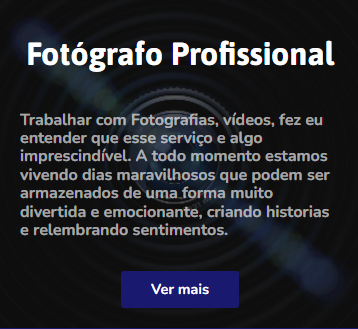 Fotógrafo Profissional
Trabalhar com Fotografias, vídeos, fez eu
entender que esse serviço e algo
imprescindível. A todo momento estamos
vivendo dias maravilhosos que podem ser
armazenados de uma forma muito
divertida e emocionante, criando historias
e relembrando sentimentos.
Ver mais